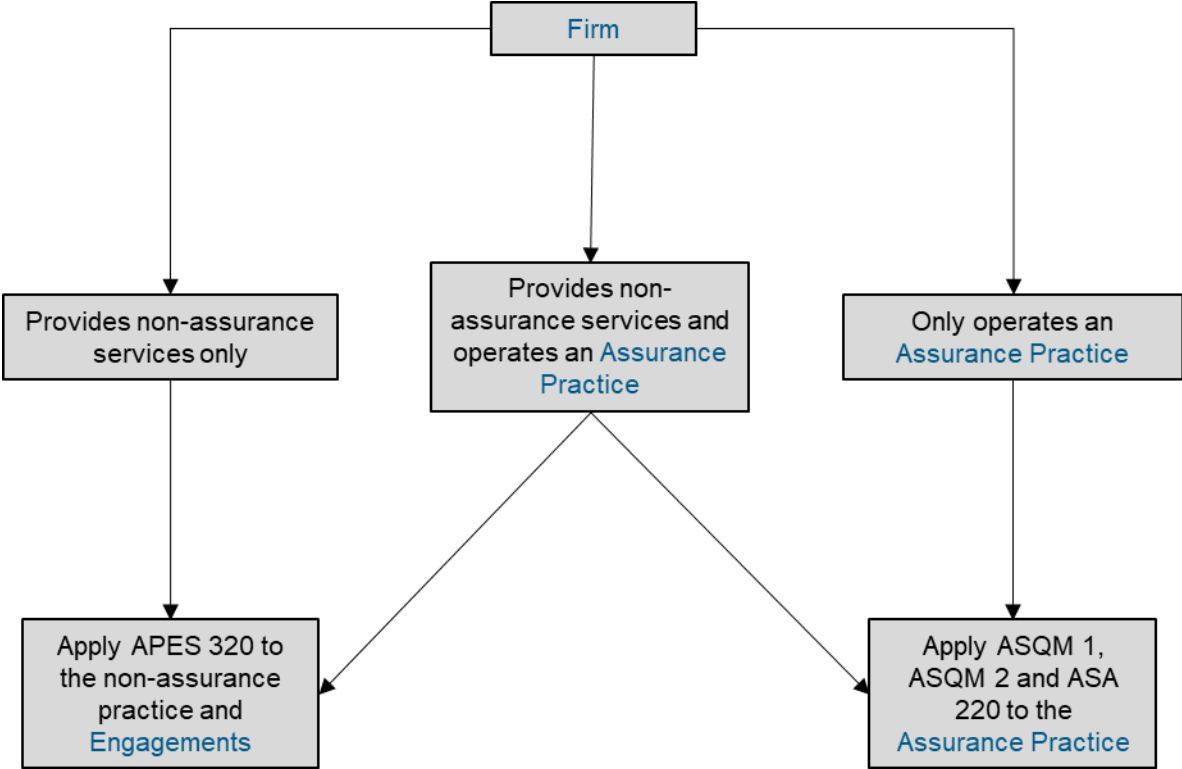 Firm
Provides non-assurance
services only
Provides non-
assurance services and
operates an Assurance
Practice
Only operates an
Assurance Practice
Apply APES 320 to
the non-assurance
practice and
Engagements
Apply ASQM 1,
ASQM 2 and ASA
220 to the
Assurance Practice